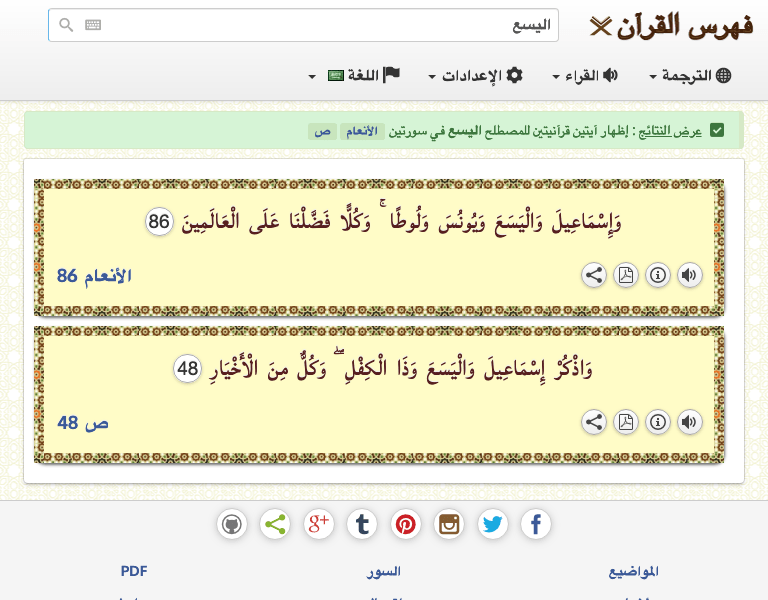 فهرس القرآن
اليسع
الترجمة القراء الإعدادات اللغة
عرض النتائج : إظهار آيتين قرآنيتين للمصطلح اليسع في سورتين الأنعام ص
وَإِسْمَاعِيلَ وَالْيَسَعَ وَيُونُسَ وَلُوطًا ۚ وَكُلًّا فَضَّلْنَا عَلَى الْعَالَمِينَ 86
الأنعام 86
وَاذْكُرْ إِسْمَاعِيلَ وَالْيَسَعَ وَذَا الْكِفْلِ ۖ وَكُلٌّ مِنَ الْأَخْيَارِ 48
ص 48
المواضيع السور PDF